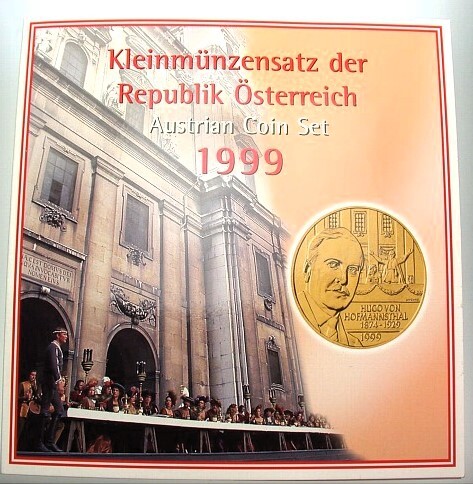 Kleinmünzensatz der
Republik Österreich
Austrian Coin Set
1999
HUGO VON
HOFMANNSTHAL
1874-1929
1999